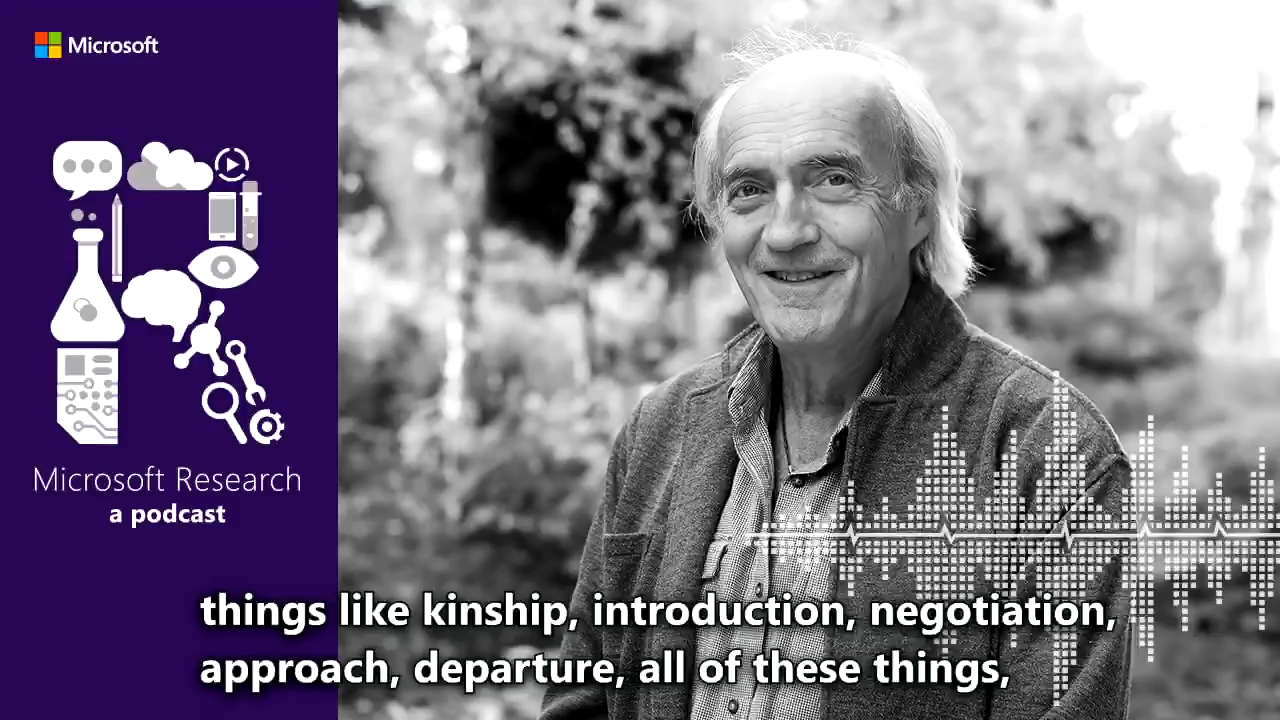 Microsoft
Microsoft Research
a podcast
things like kinship, introduction, negotiation,
approach, departure, all of these things,